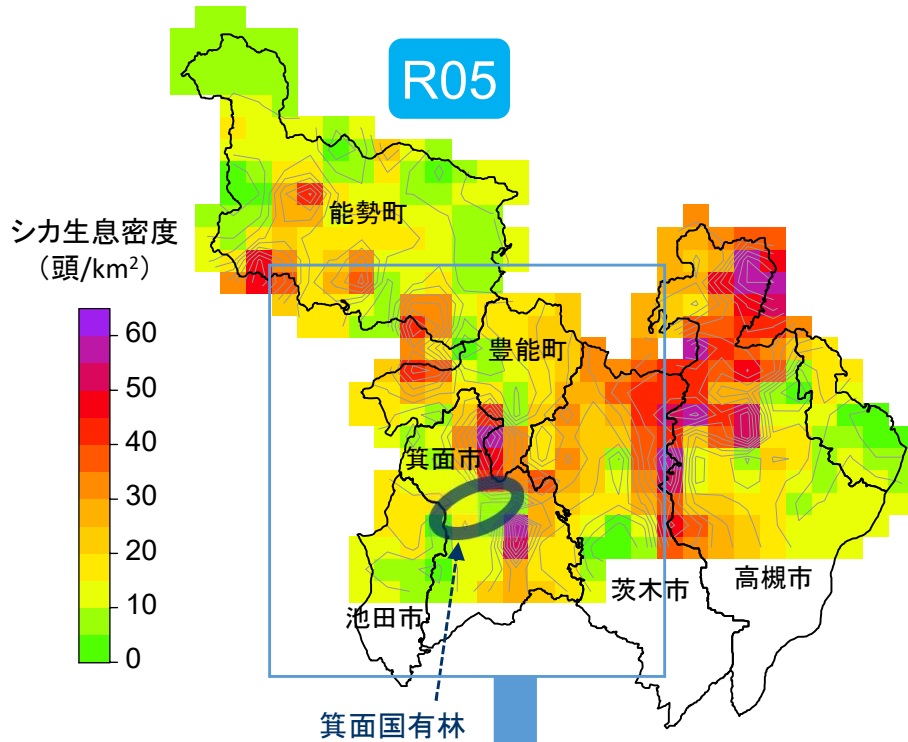 R05
能勢町
シカ生息密度
（頭/km²）
60
50
40
30
20
10
0
豊能町
箕面市
池田市
茨木市
高槻市
箕面国有林